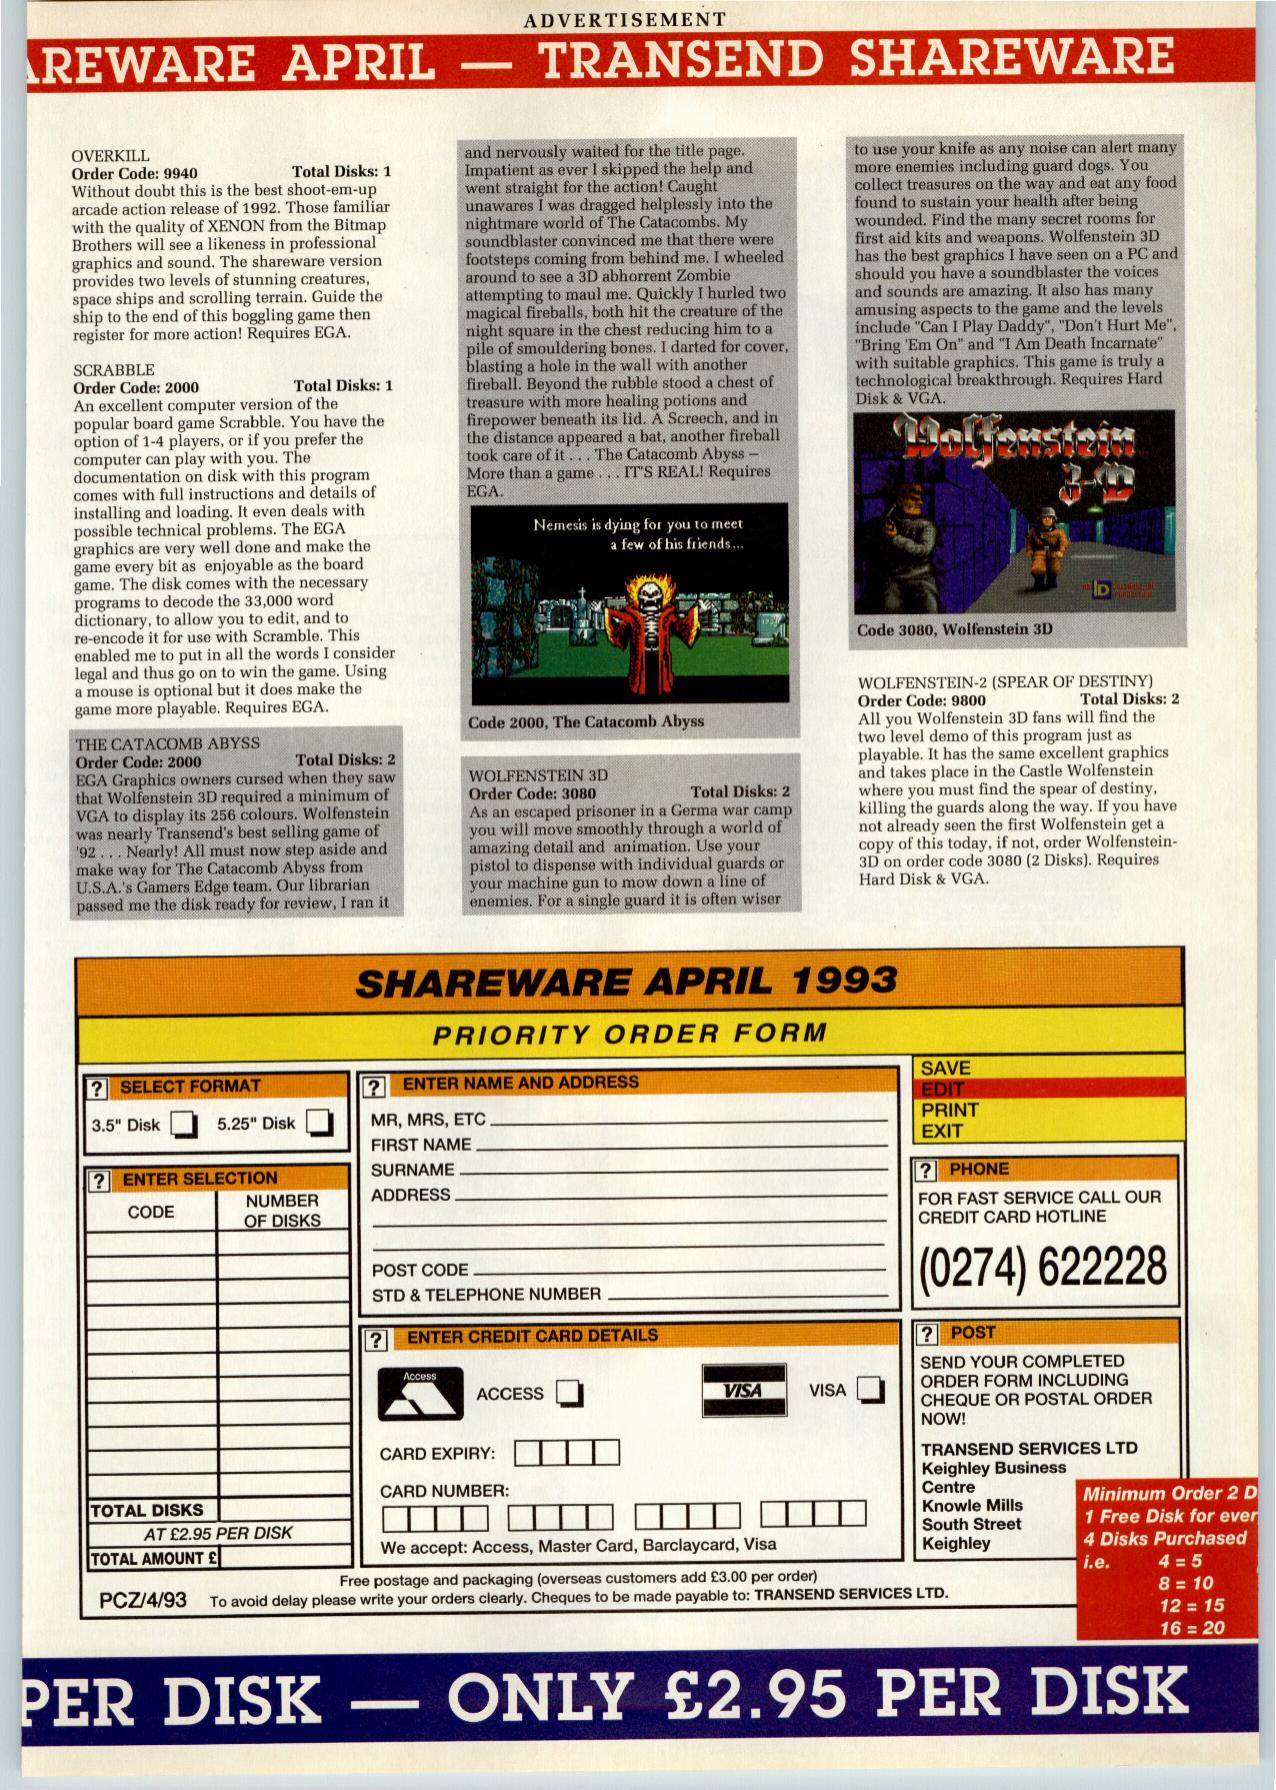 ADVERTISEMENT
AREWARE APRIL — TRANSEND SHAREWARE
OVERKILL
Order Code: 9940 Total Disks: 1
Without doubt this is the best shoot-em-up
arcade action release of 1992. Those familiar
with the quality of XENON from the Bitmap
Brothers will see a likeness in professional
graphics and sound. The shareware version
provides two levels of stunning creatures,
space ships and scrolling terrain. Guide the
ship to the end of this boggling game then
register for more action! Requires EGA.
SCRABBLE
Order Code: 2000 Total Disks: 1
An excellent computer version of the
popular board game Scrabble. You have the
option of 1-4 players, or if you prefer the
computer can play with you. The
documentation on disk with this program
comes with full instructions and details of
installing and loading. It even deals with
possible technical problems. The EGA
graphics are very well done and make the
game every bit as enjoyable as the board
game. The disk comes with the necessary
programs to decode the 33,000 word
dictionary, to allow you to edit, and to
re-encode it for use with Scramble. This
enabled me to put in all the words I consider
legal and thus go on to win the game. Using
a mouse is optional but it does make the
game more playable. Requires EGA.
THE CATACOMB ABYSS
Order Code: 2000 Total Disks: 2
EGA Graphics owners cursed when they saw
that Wolfenstein 3D required a minimum of
VGA to display its 256 colours. Wolfenstein
was nearly Transend's best selling game of
'92 . . . Nearly! All must now step aside and
make way for The Catacomb Abyss from
U.S.A.'s Gamers Edge team. Our librarian
passed me the disk ready for review, I ran it
and nervously waited for the title page.
Impatient as ever I skipped the help and
went straight for the action! Caught
unawares I was dragged helplessly into the
nightmare world of The Catacombs. My
soundblaster convinced me that there were
footsteps coming from behind me. I wheeled
around to see a 3D abhorrent Zombie
attempting to maul me. Quickly I hurled two
magical fireballs, both hit the creature of the
night square in the chest reducing him to a
pile of smouldering bones. I darted for cover,
blasting a hole in the wall with another
fireball. Beyond the rubble stood a chest of
treasure with more healing potions and
firepower beneath its lid. A Screech, and in
the distance appeared a bat, another fireball
took care of it . . . The Catacomb Abyss –
More than a game . . . IT'S REAL! Requires
EGA.
Nemesis is dying for you to meet
a few of his friends...
Code 2000, The Catacomb Abyss
WOLFENSTEIN 3D
Order Code: 3080 Total Disks: 2
As an escaped prisoner in a Germa war camp
you will move smoothly through a world of
amazing detail and animation. Use your
pistol to dispense with individual guards or
your machine gun to mow down a line of
enemies. For a single guard it is often wiser
to use your knife as any noise can alert many
more enemies including guard dogs. You
collect treasures on the way and eat any food
found to sustain your health after being
wounded. Find the many secret rooms for
first aid kits and weapons. Wolfenstein 3D
has the best graphics I have seen on a PC and
should you have a soundblaster the voices
and sounds are amazing. It also has many
amusing aspects to the game and the levels
include "Can I Play Daddy", "Don't Hurt Me",
"Bring 'Em On" and "I Am Death Incarnate"
with suitable graphics. This game is truly a
technological breakthrough. Requires Hard
Disk & VGA.
Wolfenstein
3-D
ID
Code 3080, Wolfenstein 3D
WOLFENSTEIN-2 (SPEAR OF DESTINY)
Order Code: 9800 Total Disks: 2
All you Wolfenstein 3D fans will find the
two level demo of this program just as
playable. It has the same excellent graphics
and takes place in the Castle Wolfenstein
where you must find the spear of destiny,
killing the guards along the way. If you have
not already seen the first Wolfenstein get a
copy of this today, if not, order Wolfenstein-
3D on order code 3080 (2 Disks). Requires
Hard Disk & VGA.
SHAREWARE APRIL 1993
PRIORITY ORDER FORM
? SELECT FORMAT
3.5" Disk 5.25" Disk
? ENTER SELECTION
CODE
NUMBER
OF DISKS
TOTAL DISKS
AT £2.95 PER DISK
TOTAL AMOUNT £
? ENTER NAME AND ADDRESS
MR, MRS, ETC
FIRST NAME
SURNAME
ADDRESS
POST CODE
STD & TELEPHONE NUMBER
? ENTER CREDIT CARD DETAILS
Access
ACCESS
VISA
VISA
CARD EXPIRY:
CARD NUMBER:
We accept: Access, Master Card, Barclaycard, Visa
SAVE
EDIT
PRINT
EXIT
? PHONE
FOR FAST SERVICE CALL OUR
CREDIT CARD HOTLINE
(0274) 622228
? POST
SEND YOUR COMPLETED
ORDER FORM INCLUDING
CHEQUE OR POSTAL ORDER
NOW!
TRANSEND SERVICES LTD
Keighley Business
Centre
Knowle Mills
South Street
Keighley
Minimum Order 2 D
1 Free Disk for ever
4 Disks Purchased
i.e. 4 = 5
8 = 10
12 = 15
16 = 20
Free postage and packaging (overseas customers add £3.00 per order)
PCZ/4/93 To avoid delay please write your orders clearly. Cheques to be made payable to: TRANSEND SERVICES LTD.
PER DISK — ONLY £2.95 PER DISK